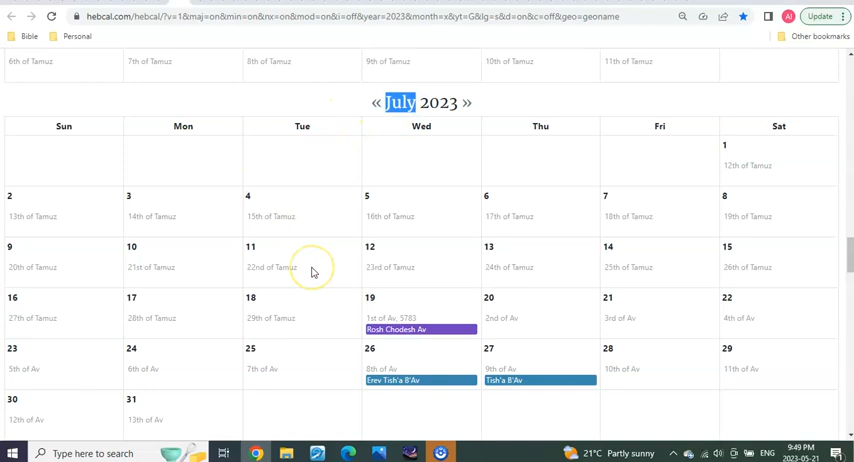 hebcal.com/hebcal/?v=1&maj=on&min=on&nx=on&mod=on&i=off&year=2023&month=x&yt=G&lg=s&d=on&c=off&geo=geoname
AI
Update
Bible
Personal
Other bookmarks
6th of Tamuz 7th of Tamuz 8th of Tamuz 9th of Tamuz 10th of Tamuz 11th of Tamuz
« July 2023 »
Sun Mon Tue Wed Thu Fri Sat
1
12th of Tamuz
2 3 4 5 6 7 8
13th of Tamuz 14th of Tamuz 15th of Tamuz 16th of Tamuz 17th of Tamuz 18th of Tamuz 19th of Tamuz
9 10 11 12 13 14 15
20th of Tamuz 21st of Tamuz 22nd of Tamuz 23rd of Tamuz 24th of Tamuz 25th of Tamuz 26th of Tamuz
16 17 18 19 20 21 22
27th of Tamuz 28th of Tamuz 29th of Tamuz 1st of Av, 5783 2nd of Av 3rd of Av 4th of Av
Rosh Chodesh Av
23 24 25 26 27 28 29
5th of Av 6th of Av 7th of Av 8th of Av 9th of Av 10th of Av 11th of Av
Erev Tish'a B'Av Tish'a B'Av
30 31
12th of Av 13th of Av
Type here to search
21°C Partly sunny
ENG
9:49 PM
2023-05-21